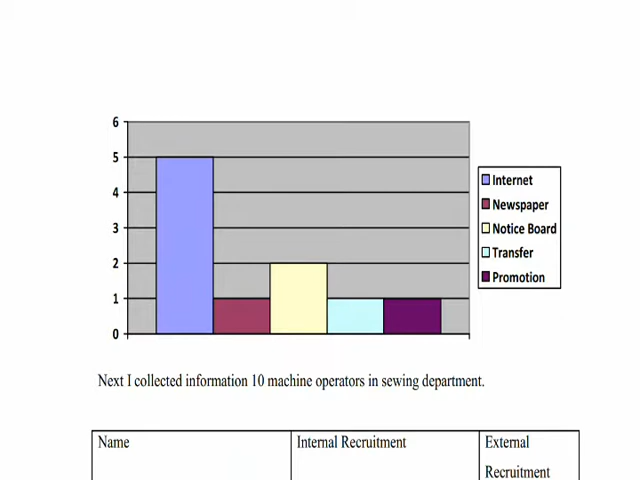 6
5
4
3
2
1
0
Internet
Newspaper
Notice Board
Transfer
Promotion
Next I collected information 10 machine operators in sewing department.
Name Internal Recruitment External
Recruitment